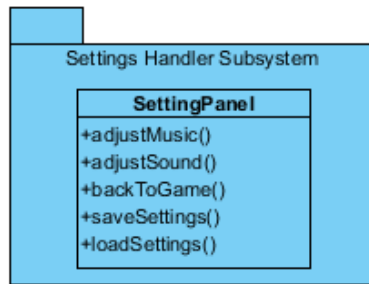 Settings Handler Subsystem
SettingPanel
+adjustMusic()
+adjustSound()
+backToGame()
+saveSettings()
+loadSettings()